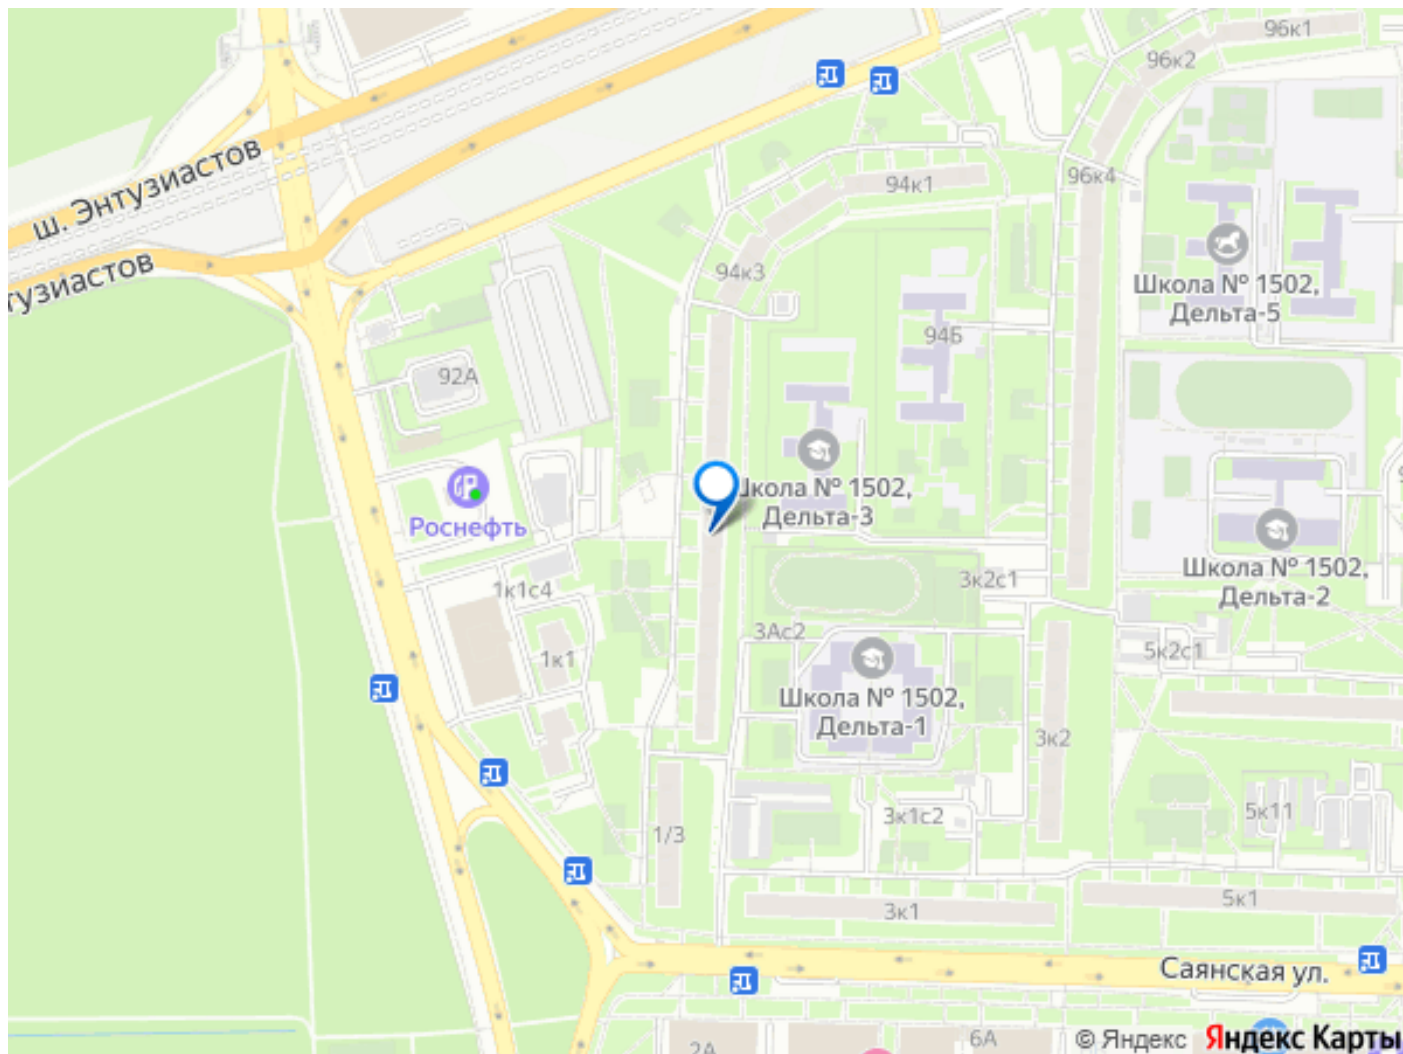 96к1
96к2
ш. Энтузиастов
96к4
94к1
тузиастов
94к3
Школа № 1502,
Дельта-5
94Б
92А
Школа № 1502,
Дельта-3
Роснефть
Школа № 1502,
Дельта-2
3к2с1
1к1с4
3Ас2
5к2с1
1к1
Школа № 1502,
Дельта-1
3к2
5к11
3к1с2
1/3
5к1
3к1
Саянская ул.
6А
2А
© Яндекс Яндекс Карты